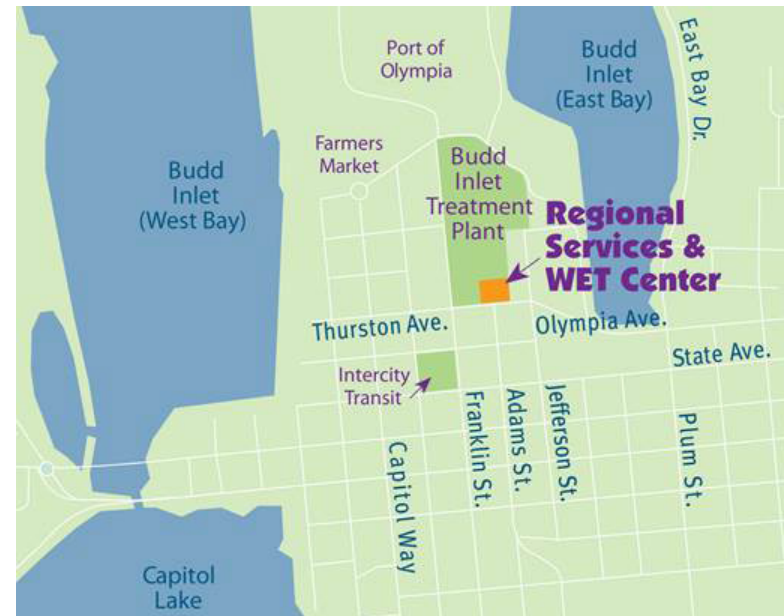 Port of
Olympia
Budd
Inlet
(East Bay)
East Bay Dr.
Farmers
Market
Budd
Inlet
Treatment
Plant
Budd
Inlet
(West Bay)
Regional
Services &
WET Center
Thurston Ave.
Olympia Ave.
State Ave.
Intercity
Transit
Capitol Way
Franklin St.
Adams St.
Jefferson St.
Plum St.
Capitol
Lake